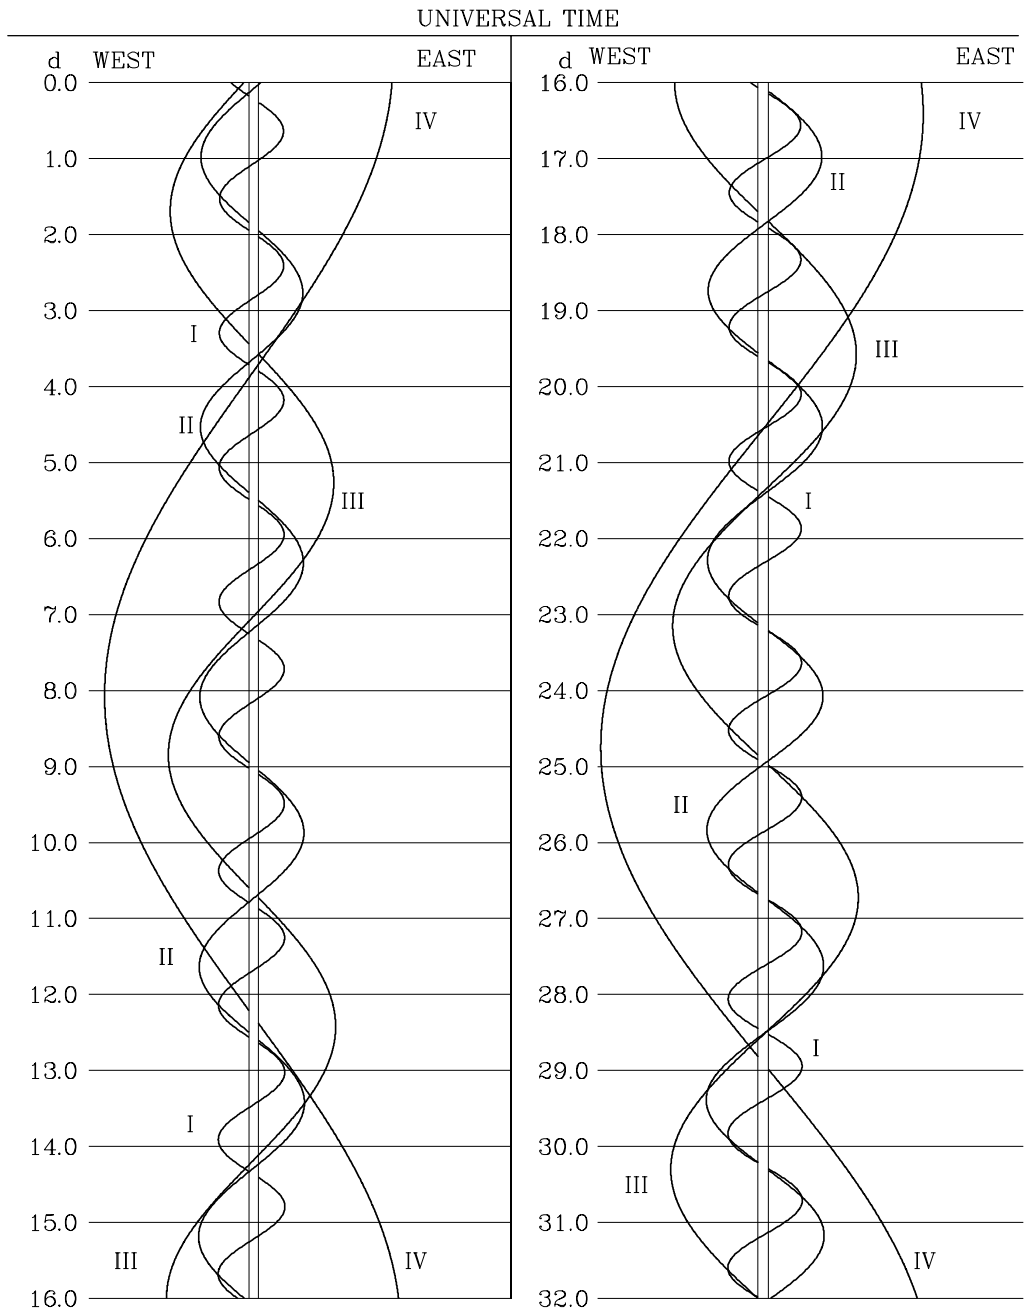 UNIVERSAL TIME
d WEST EAST
0.0
IV
1.0
2.0
3.0
I
4.0
II
5.0
III
6.0
7.0
8.0
9.0
10.0
11.0
II
12.0
13.0
I
14.0
15.0
III IV
16.0
d WEST EAST
16.0
IV
17.0
II
18.0
19.0
III
20.0
21.0
I
22.0
23.0
24.0
25.0
II
26.0
27.0
28.0
I
29.0
30.0
III
31.0
IV
32.0